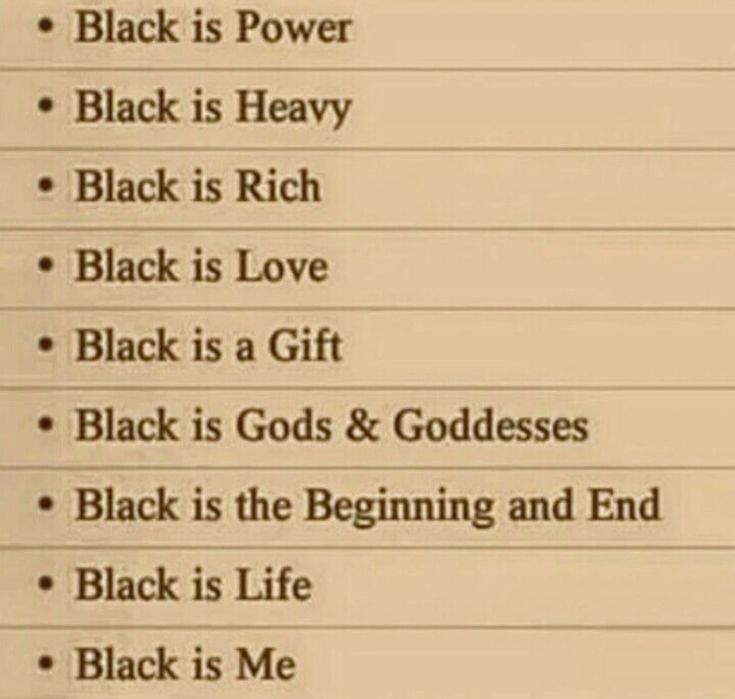 • Black is Power
• Black is Heavy
• Black is Rich
• Black is Love
• Black is a Gift
• Black is Gods & Goddesses
• Black is the Beginning and End
• Black is Life
• Black is Me